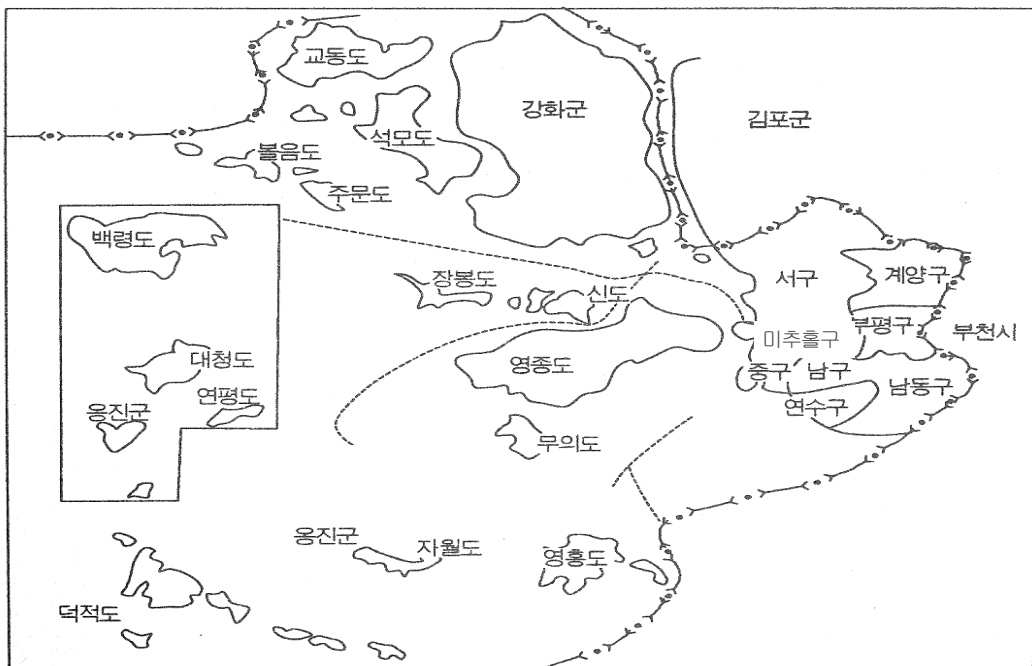 교동도
강화군
김포군
석모도
볼음도
주문도
백령도
장봉도
신도
서구
계양구
미추홀구
부평구
부천시
대청도
영종도
중구
남구
남동구
연평도
연수구
옹진군
무의도
옹진군
자월도
영흥도
덕적도